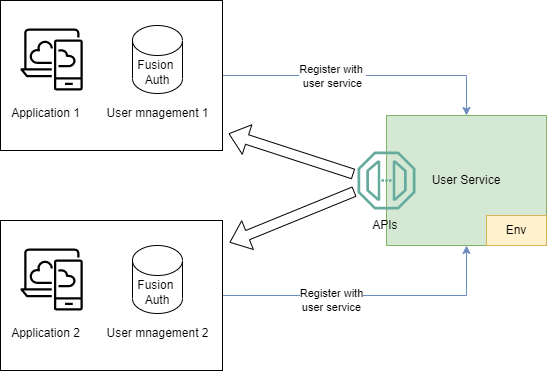 Fusion
Auth
Application 1
User mnagement 1
Register with
user service
User Service
APIs
Env
Fusion
Auth
Application 2
User mnagement 2
Register with
user service